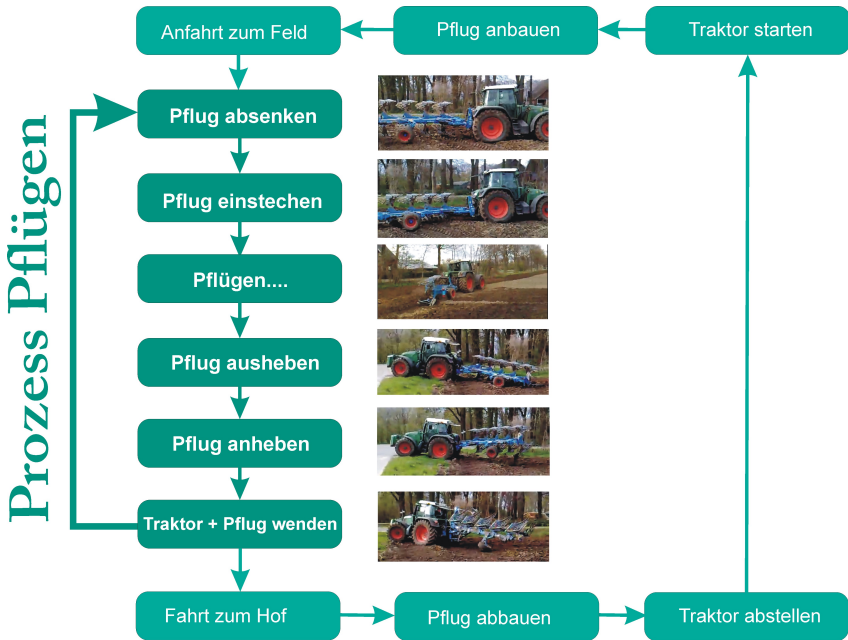 Anfahrt zum Feld
Pflug anbauen
Traktor starten
Prozess Pflügen
Pflug absenken
Pflug einstechen
Pflügen....
Pflug ausheben
Pflug anheben
Traktor + Pflug wenden
Fahrt zum Hof
Pflug abbauen
Traktor abstellen